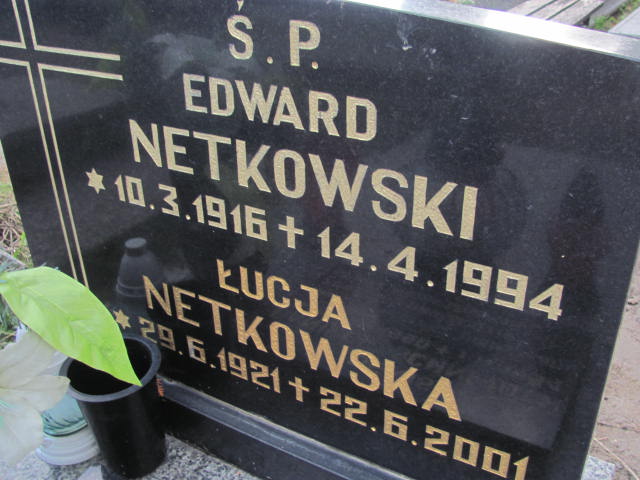 Ś.P.
EDWARD
NETKOWSKI
* 10.3.1916 + 14.4.1994
ŁUCJA
NETKOWSKA
* 29.6.1921 + 22.6.2001